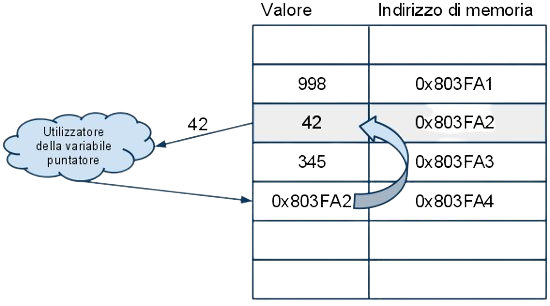 Valore Indirizzo di memoria
998 0x803FA1
42 42 0x803FA2
Utilizzatore
della variabile
puntatore
345 0x803FA3
0x803FA2 0x803FA4